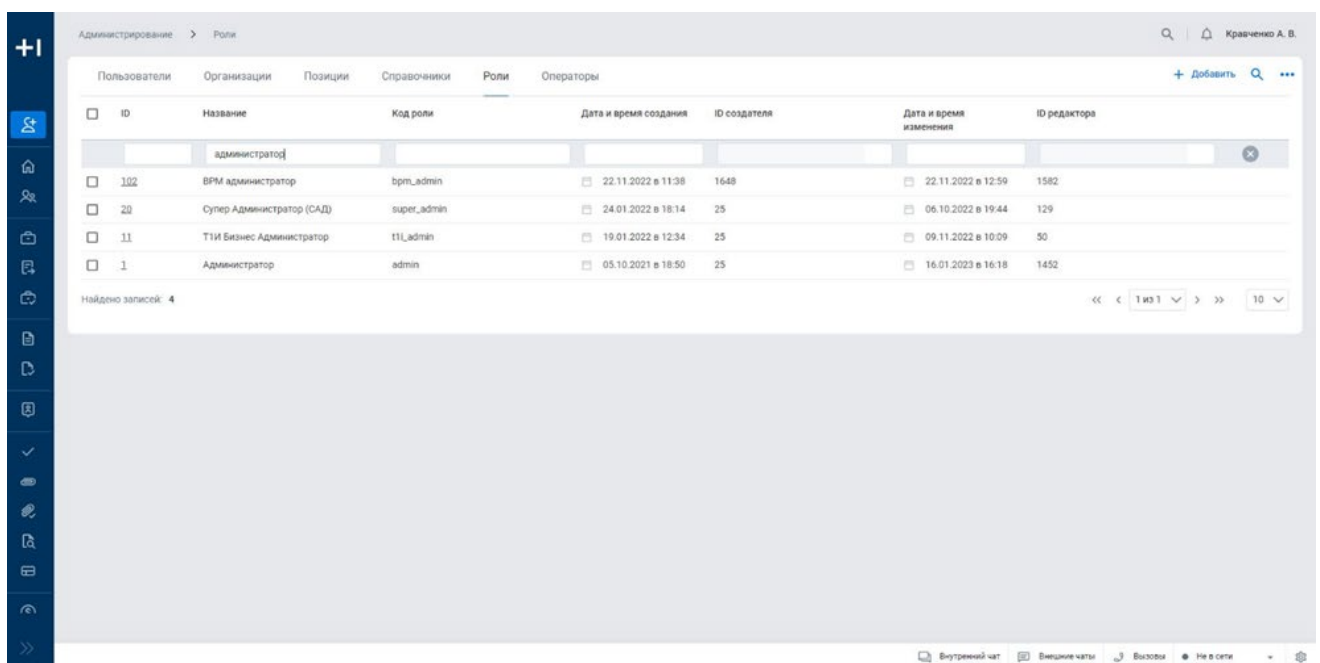 Администрирование > Роли
Кравченко А. В.
Пользователи Организации Позиции Справочники Роли Операторы
+ Добавить
ID Название Код роли Дата и время создания ID создателя Дата и время изменения ID редактора
администратор
102 BPM администратор bpm_admin 22.11.2022 в 11:38 1648 22.11.2022 в 12:59 1582
20 Супер Администратор (САД) super_admin 24.01.2022 в 18:14 25 06.10.2022 в 19:44 129
11 Т1И Бизнес Администратор t1i_admin 19.01.2022 в 12:34 25 09.11.2022 в 10:09 50
1 Администратор admin 05.10.2021 в 18:50 25 16.01.2023 в 16:18 1452
Найдено записей: 4
1 из 1
10
Внутренний чат Внешние чаты Вызовы Не в сети